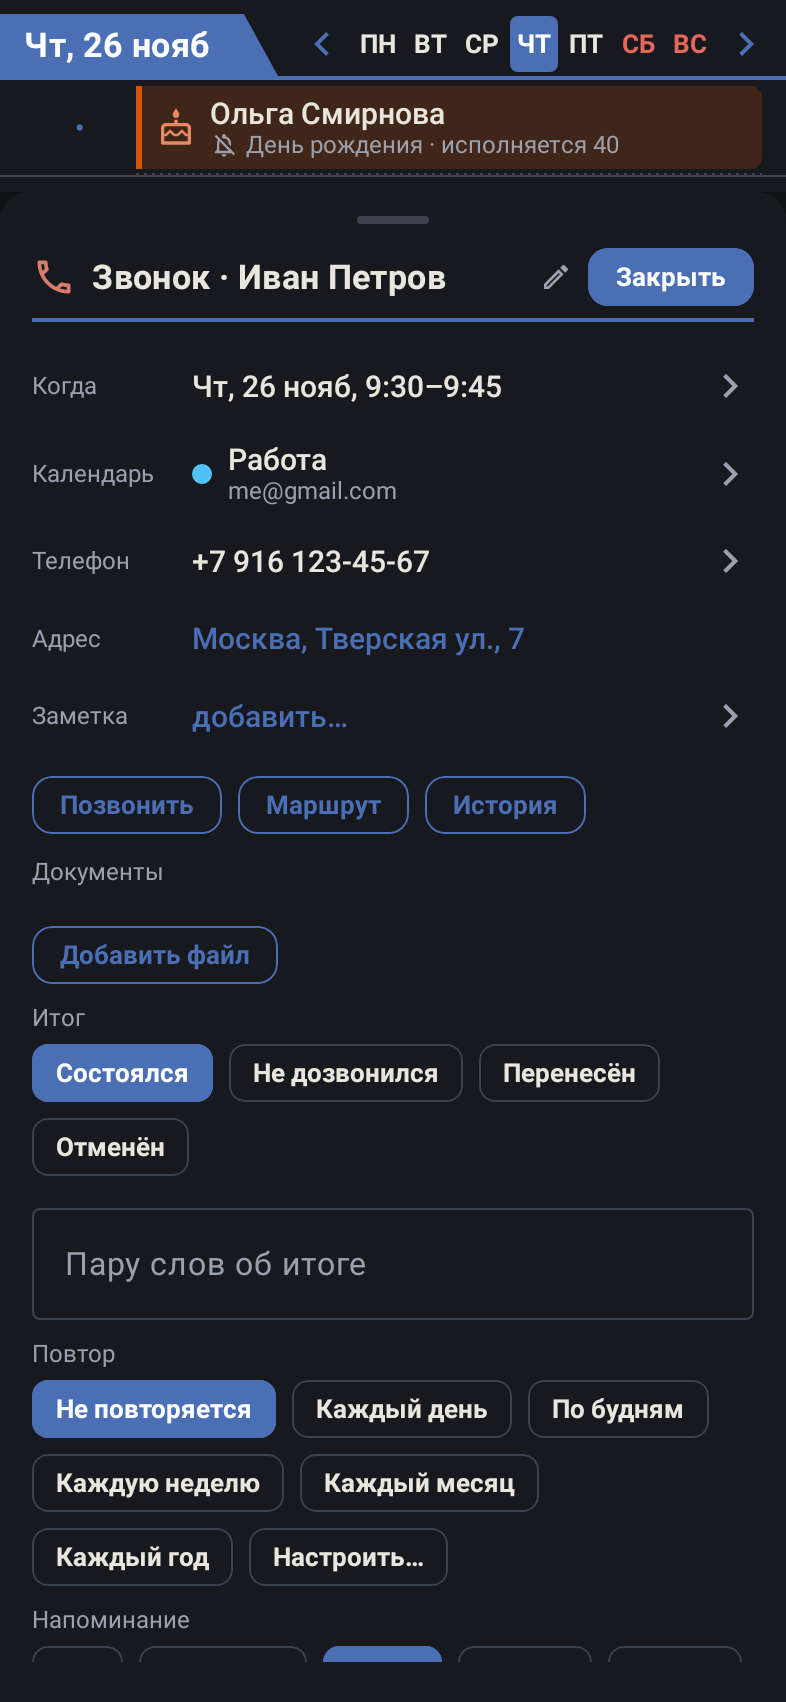 Чт, 26 нояб
ПН ВТ СР ЧТ ПТ СБ ВС
Ольга Смирнова
День рождения · исполняется 40
Звонок · Иван Петров
Закрыть
Когда
Чт, 26 нояб, 9:30–9:45
Календарь
Работа
me@gmail.com
Телефон
+7 916 123-45-67
Адрес
Москва, Тверская ул., 7
Заметка
добавить…
Позвонить Маршрут История
Документы
Добавить файл
Итог
Состоялся Не дозвонился Перенесён
Отменён
Пару слов об итоге
Повтор
Не повторяется Каждый день По будням
Каждую неделю Каждый месяц
Каждый год Настроить…
Напоминание